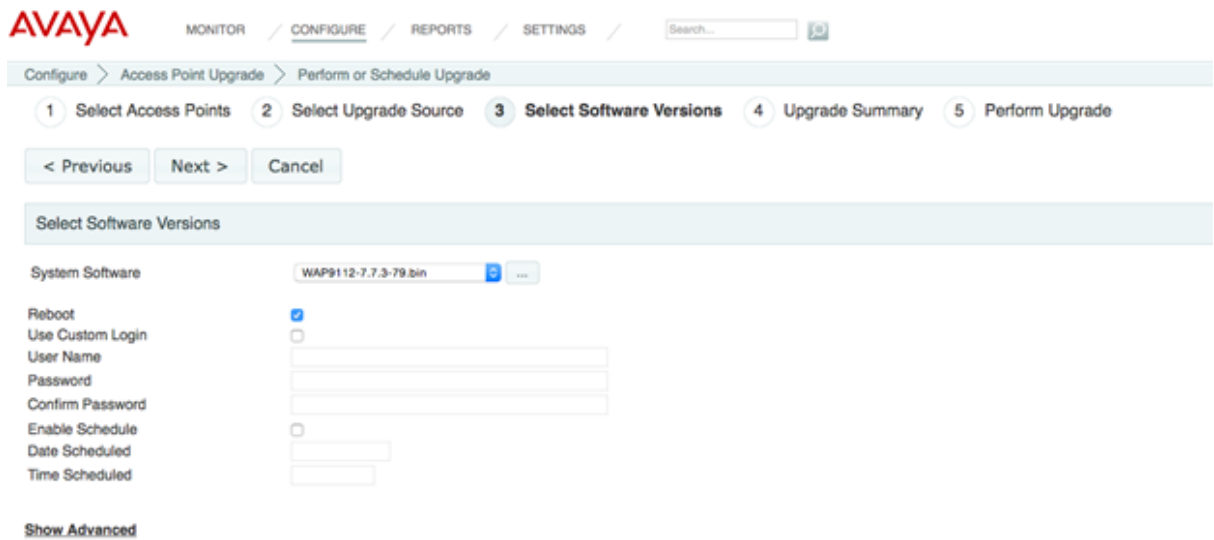 AVAYA MONITOR / CONFIGURE / REPORTS / SETTINGS / Search...
Configure > Access Point Upgrade > Perform or Schedule Upgrade
1 Select Access Points 2 Select Upgrade Source 3 Select Software Versions 4 Upgrade Summary 5 Perform Upgrade
< Previous Next > Cancel
Select Software Versions
System Software WAP9112-7.7.3-79.bin ...
Reboot
Use Custom Login
User Name
Password
Confirm Password
Enable Schedule
Date Scheduled
Time Scheduled
Show Advanced